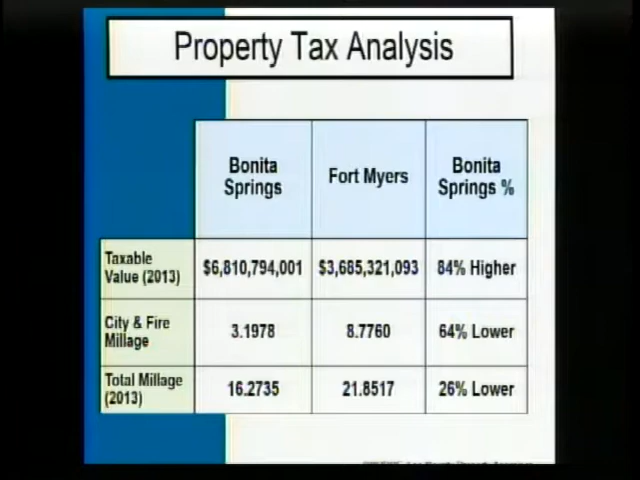 Property Tax Analysis
Bonita
Springs
Fort Myers
Bonita
Springs %
Taxable
Value (2013)
$6,810,794,001
$3,685,321,093
84% Higher
City & Fire
Millage
3.1978
8.7760
64% Lower
Total Millage
(2013)
16.2735
21.8517
26% Lower